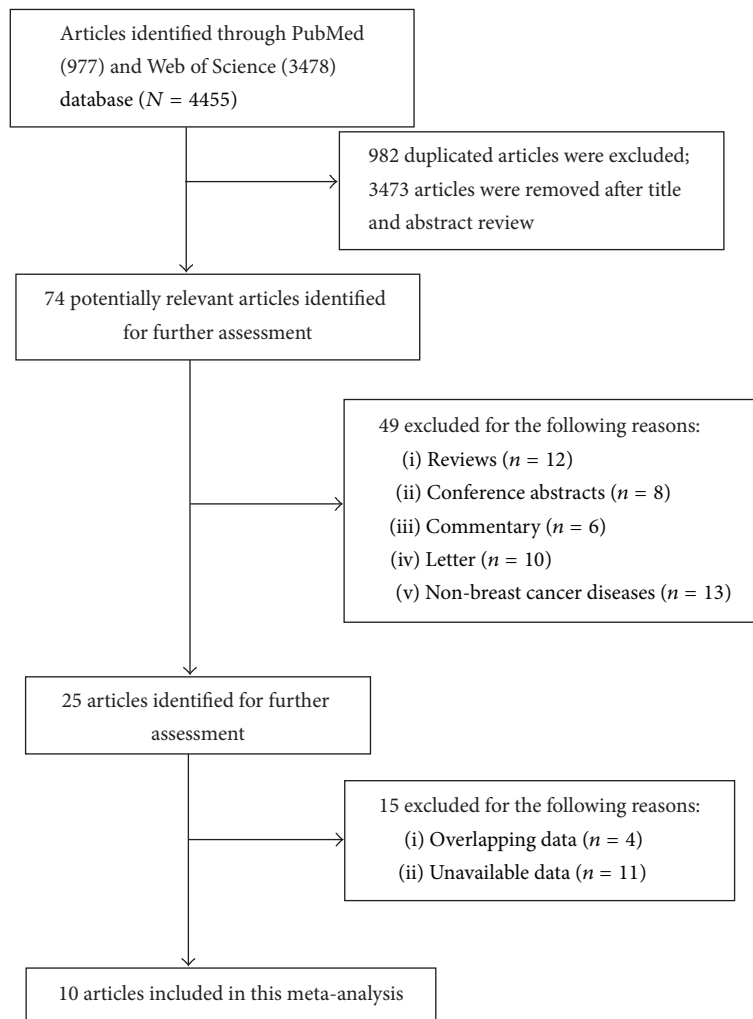 Articles identified through PubMed
(977) and Web of Science (3478)
database (N = 4455)
982 duplicated articles were excluded;
3473 articles were removed after title
and abstract review
74 potentially relevant articles identified
for further assessment
49 excluded for the following reasons:
(i) Reviews (n = 12)
(ii) Conference abstracts (n = 8)
(iii) Commentary (n = 6)
(iv) Letter (n = 10)
(v) Non-breast cancer diseases (n = 13)
25 articles identified for further
assessment
15 excluded for the following reasons:
(i) Overlapping data (n = 4)
(ii) Unavailable data (n = 11)
10 articles included in this meta-analysis